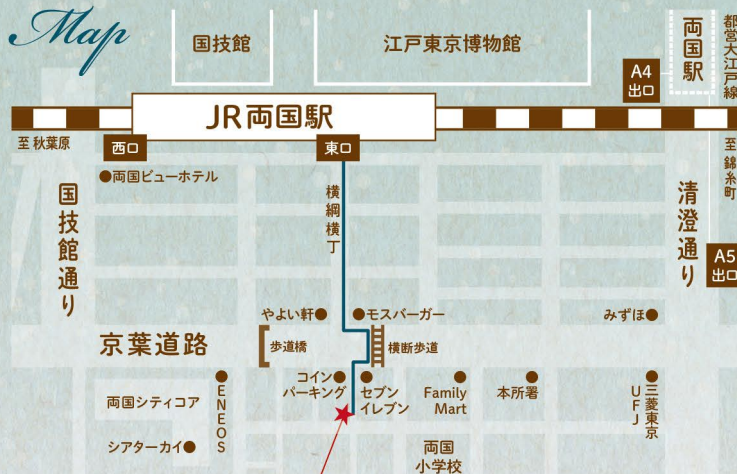 Map
国技館
江戸東京博物館
両国駅
都営大江戸線
A4
出口
JR両国駅
至 秋葉原
西口
東口
至 錦糸町
両国ビューホテル
国技館通り
横綱横丁
清澄通り
A5
出口
やよい軒
モスバーガー
みずほ
京葉道路
歩道橋
横断歩道
コイン
パーキング
セブン
イレブン
Family
Mart
本所署
三菱東京
UFJ
両国シティコア
ENEOS
シアターカイ
両国
小学校